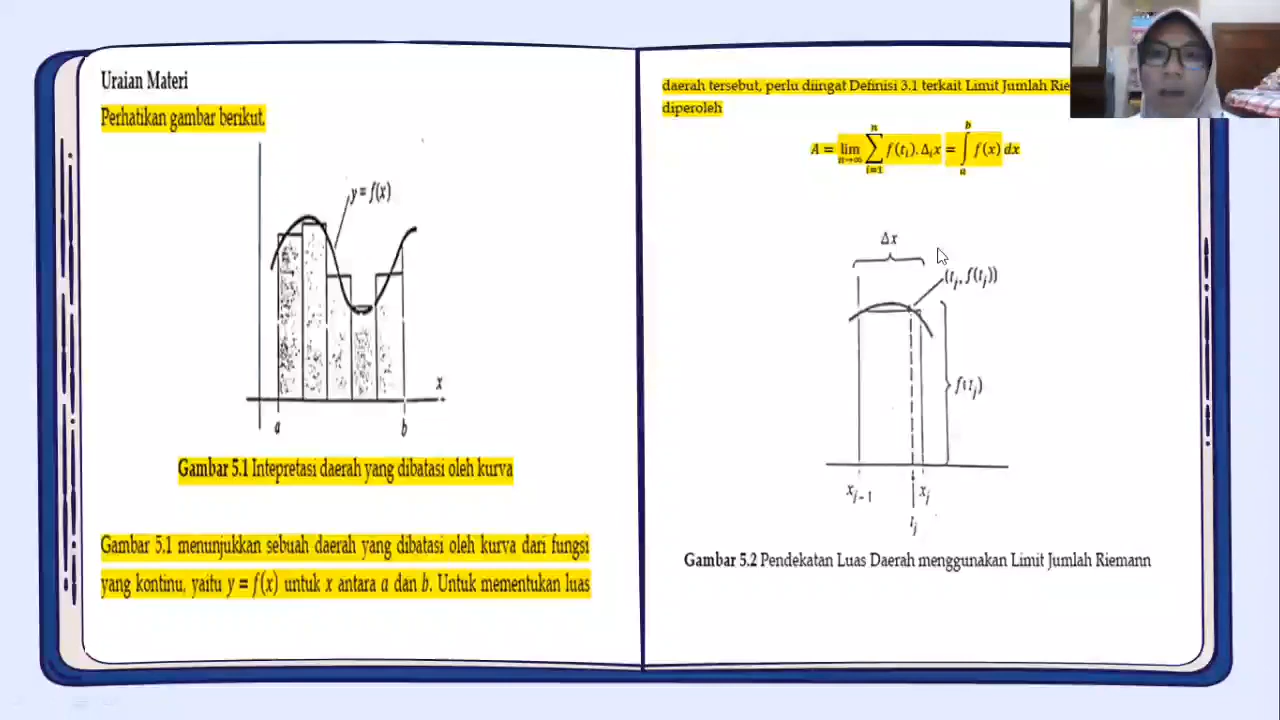 Uraian Materi
Perhatikan gambar berikut.
y = f(x)
x
a
b
Gambar 5.1 Intepretasi daerah yang dibatasi oleh kurva
Gambar 5.1 menunjukkan sebuah daerah yang dibatasi oleh kurva dari fungsi
yang kontinu, yaitu y = f(x) untuk x antara a dan b. Untuk mementukan luas
daerah tersebut, perlu diingat Definisi 3.1 terkait Limit Jumlah
diperoleh
A = lim n→∞ ∑ i=1 n f(tᵢ). Δᵢx = ∫ a b f(x) dx
Δx
(tⱼ, f(tⱼ))
f(tⱼ)
xⱼ₋₁
xⱼ
tⱼ
Gambar 5.2 Pendekatan Luas Daerah menggunakan Limit Jumlah Riemann